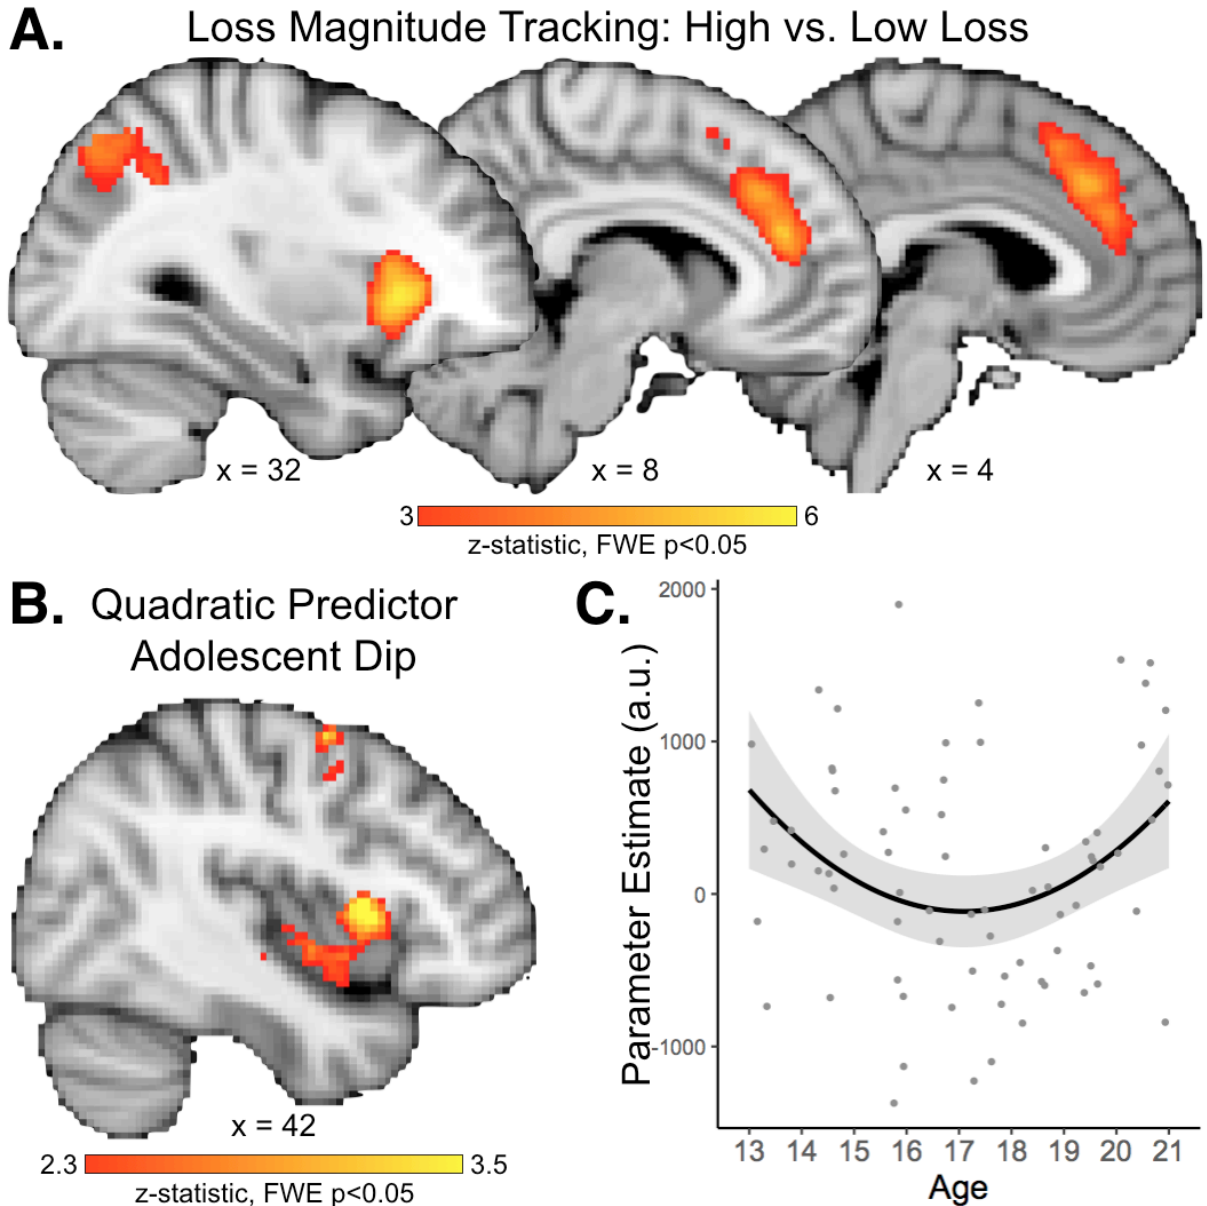 A. Loss Magnitude Tracking: High vs. Low Loss
x = 32 x = 8 x = 4
3 6
z-statistic, FWE p<0.05
B. Quadratic Predictor
Adolescent Dip
x = 42
2.3 3.5
z-statistic, FWE p<0.05
C.
Parameter Estimate (a.u.)
2000
1000
0
-1000
13 14 15 16 17 18 19 20 21
Age